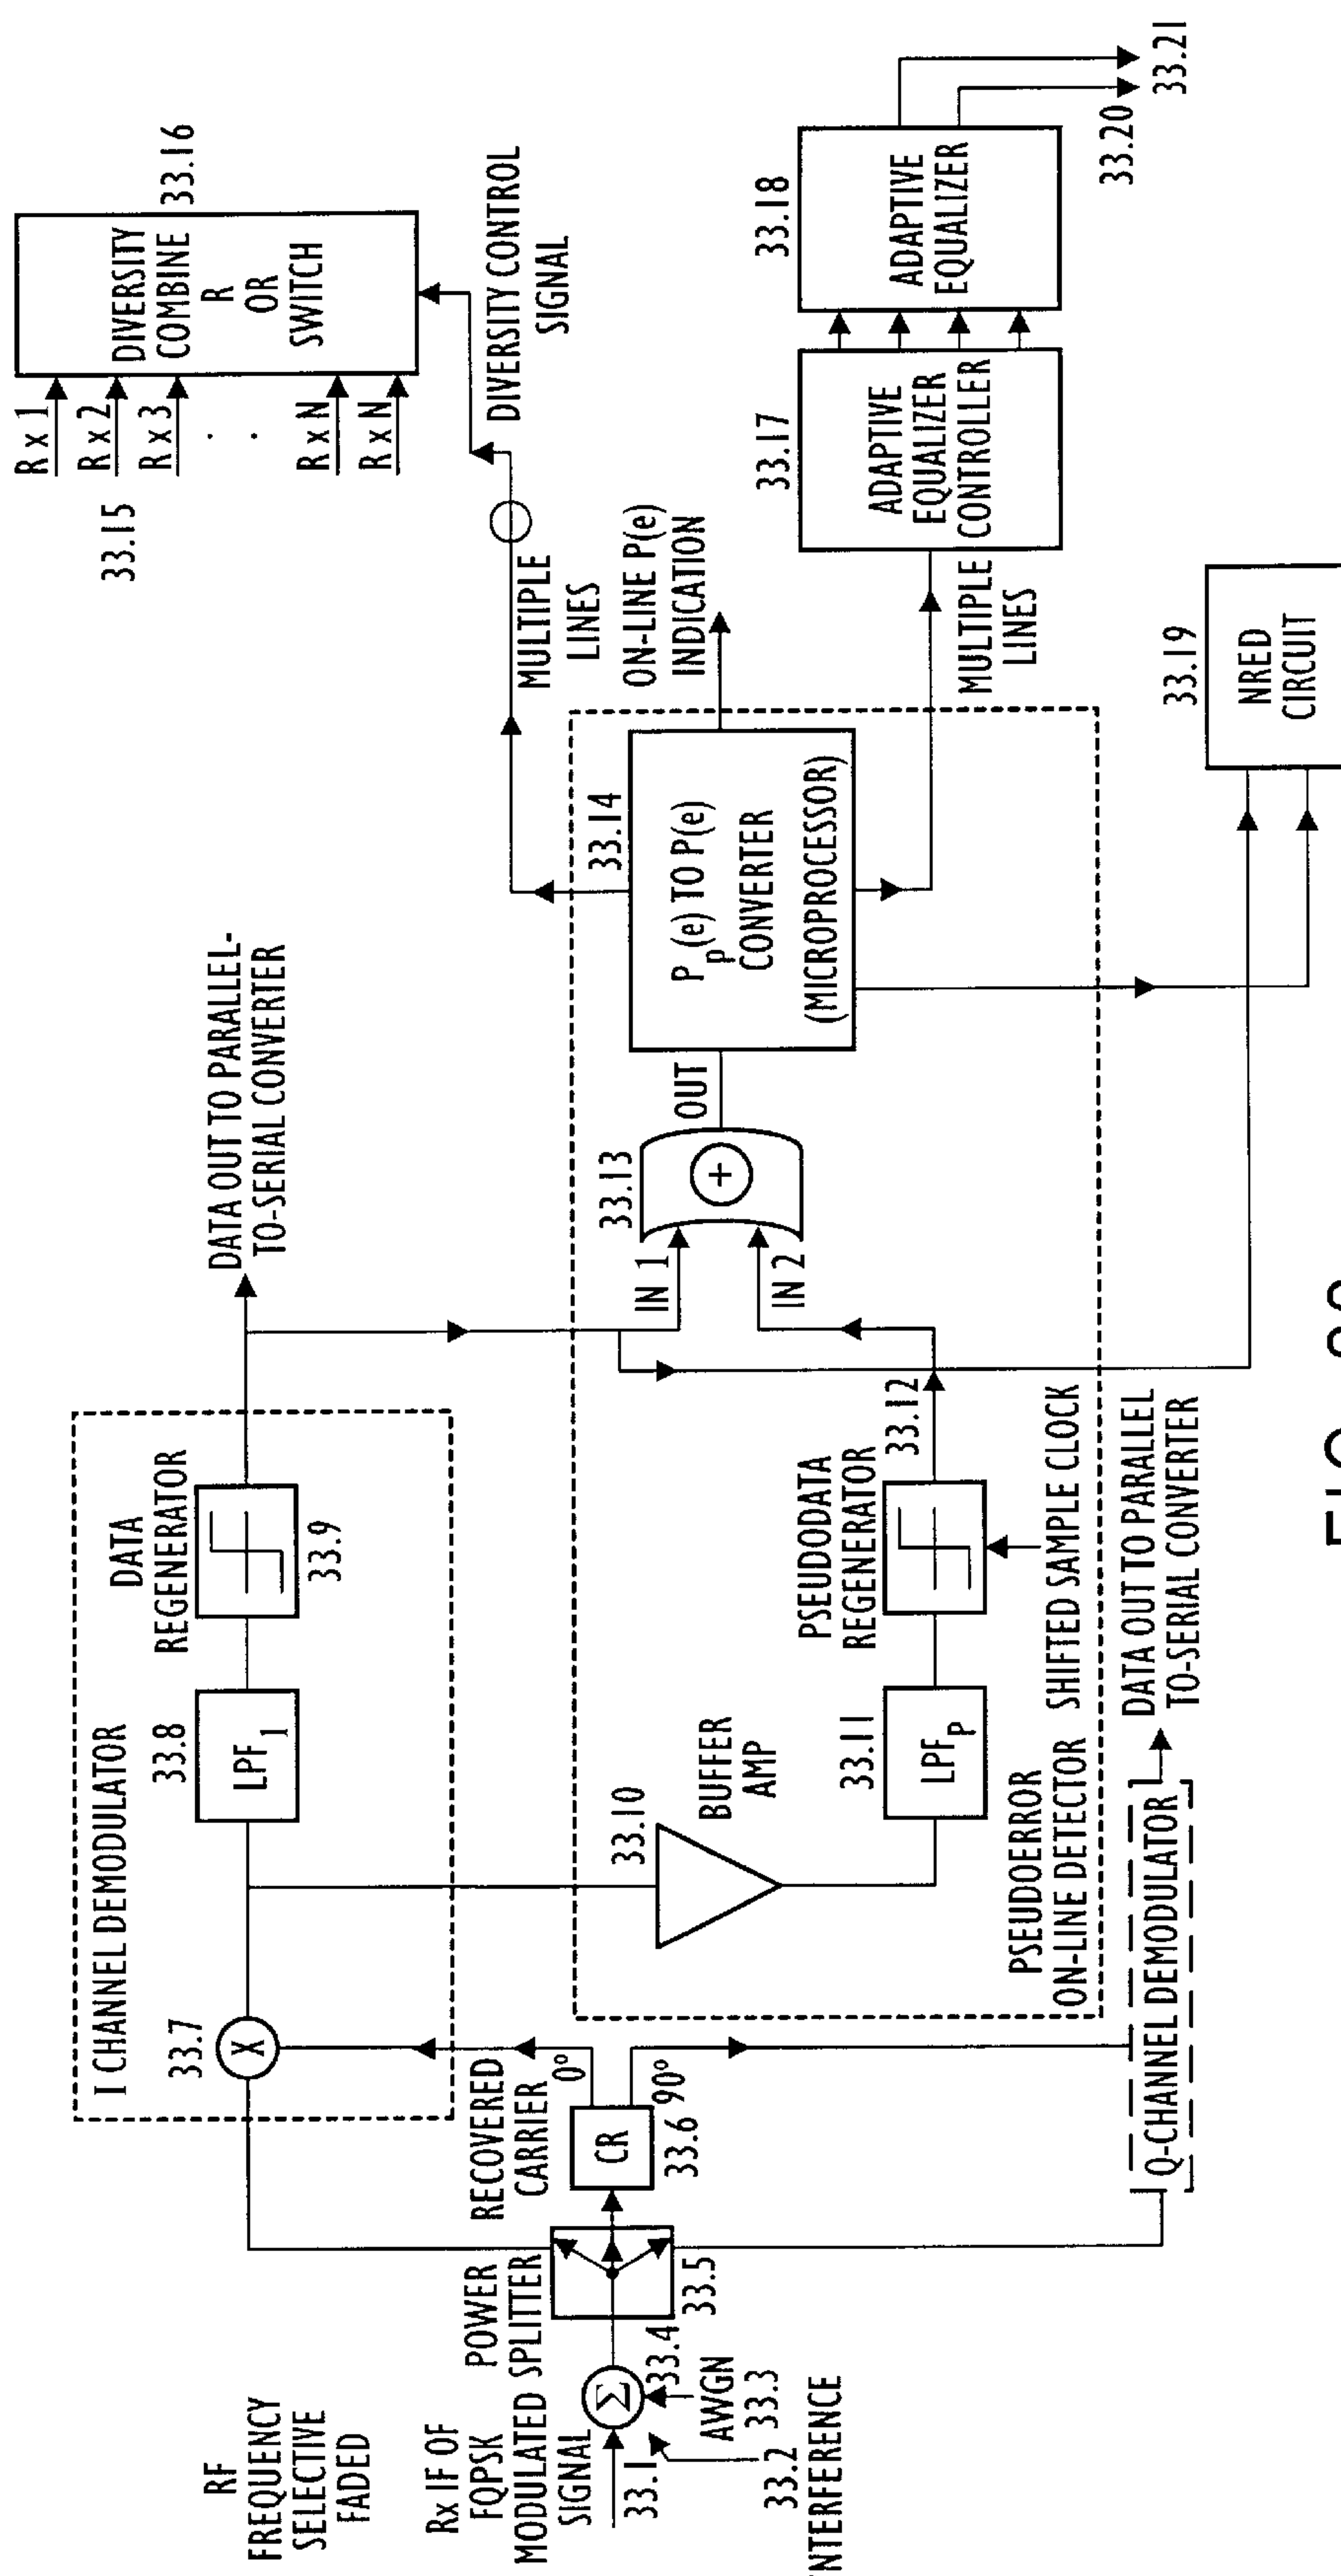 RF
FREQUENCY
SELECTIVE
FADED
Rx IF OF
FQPSK
MODULATED
SIGNAL
33.1
33.2
INTERFERENCE
AWGN
33.3
33.4
Σ
POWER
SPLITTER
33.5
RECOVERED
CARRIER
CR
33.6
0°
90°
I CHANNEL DEMODULATOR
33.7
X
33.8
LPF1
DATA
REGENERATOR
33.9
DATA OUT TO PARALLEL-
TO-SERIAL CONVERTER
33.10
BUFFER
AMP
33.11
LPFP
PSEUDODATA
REGENERATOR
33.12
SHIFTED SAMPLE CLOCK
PSEUDOERROR
ON-LINE DETECTOR
Q-CHANNEL DEMODULATOR
DATA OUT TO PARALLEL
TO-SERIAL CONVERTER
IN 1
IN 2
33.13
+
OUT
33.14
Pp(e) TO P(e)
CONVERTER
(MICROPROCESSOR)
MULTIPLE
LINES
ON-LINE P(e)
INDICATION
MULTIPLE
LINES
DIVERSITY CONTROL
SIGNAL
33.15
Rx1
Rx2
Rx3
.
.
RxN
RxN
DIVERSITY
COMBINE
R
OR
SWITCH
33.16
33.17
ADAPTIVE
EQUALIZER
CONTROLLER
33.18
ADAPTIVE
EQUALIZER
33.19
NRED
CIRCUIT
33.20
33.21